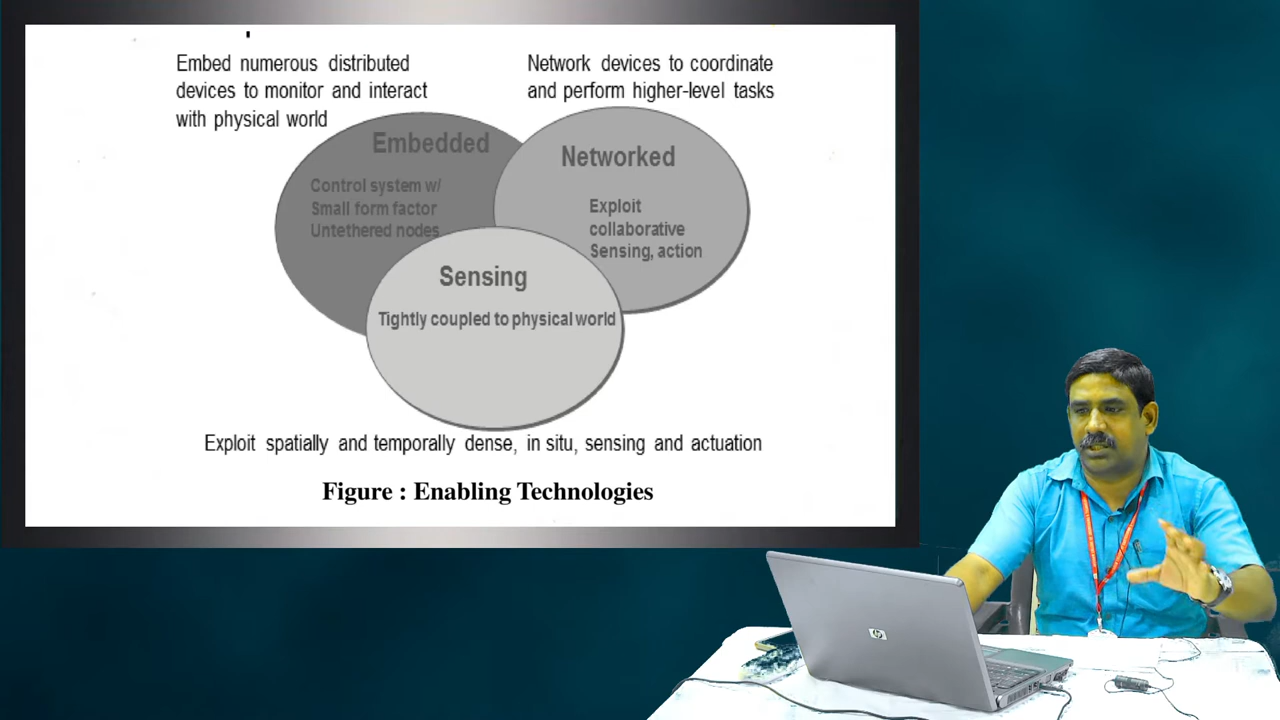 Embed numerous distributed
devices to monitor and interact
with physical world
Network devices to coordinate
and perform higher-level tasks
Embedded
Control system w/
Small form factor
Untethered nodes
Networked
Exploit
collaborative
Sensing, action
Sensing
Tightly coupled to physical world
Exploit spatially and temporally dense, in situ, sensing and actuation
Figure : Enabling Technologies
hp